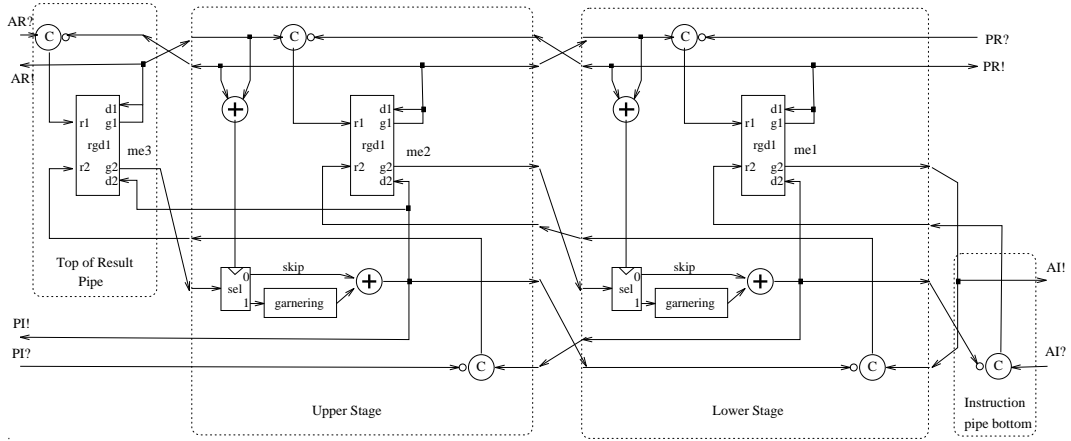 AR?
C
C
C
PR?
AR!
PR!
+
+
d1
r1
g1
rgd1
me3
r2
g2
d2
d1
r1
g1
rgd1
me2
r2
g2
d2
d1
r1
g1
rgd1
me1
r2
g2
d2
Top of Result
Pipe
0
skip
sel
+
1
garnering
0
skip
sel
+
1
garnering
AI!
PI!
PI?
C
C
C
AI?
Upper Stage
Lower Stage
Instruction
pipe bottom